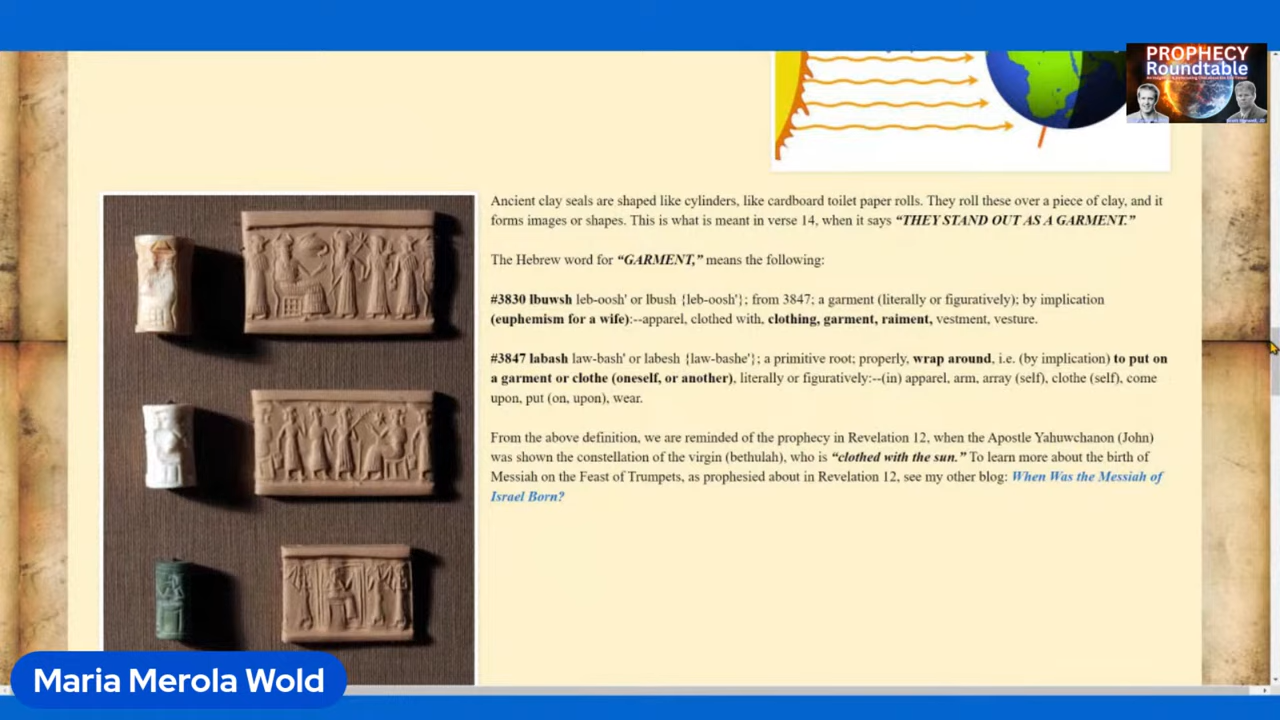 PROPHECY
Roundtable
Ancient clay seals are shaped like cylinders, like cardboard toilet paper rolls. They roll these over a piece of clay, and it
forms images or shapes. This is what is meant in verse 14, when it says “THEY STAND OUT AS A GARMENT.”
The Hebrew word for “GARMENT,” means the following:
#3830 lbuwsh leb-oosh' or lbush {leb-oosh'}; from 3847; a garment (literally or figuratively); by implication
(euphemism for a wife):--apparel, clothed with, clothing, garment, raiment, vestment, vesture.
#3847 labash law-bash' or labesh {law-bashe'}; a primitive root; properly, wrap around, i.e. (by implication) to put on
a garment or clothe (oneself, or another), literally or figuratively:--(in) apparel, arm, array (self), clothe (self), come
upon, put (on, upon), wear.
From the above definition, we are reminded of the prophecy in Revelation 12, when the Apostle Yahuwchanon (John)
was shown the constellation of the virgin (bethulah), who is “clothed with the sun.” To learn more about the birth of
Messiah on the Feast of Trumpets, as prophesied about in Revelation 12, see my other blog: When Was the Messiah of
Israel Born?
Maria Merola Wold